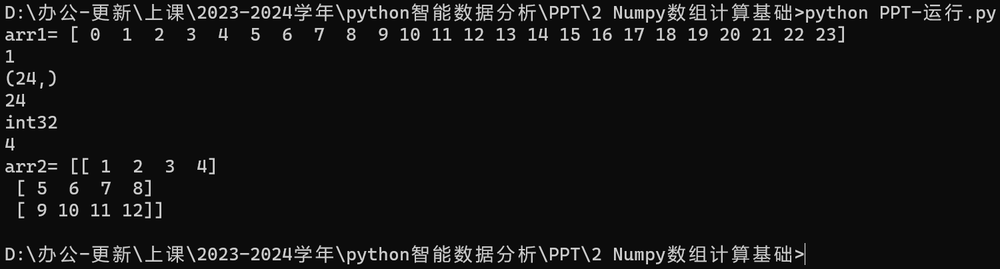 D:\办公-更新\上课\2023-2024学年\python智能数据分析\PPT\2 Numpy数组计算基础>python PPT-运行.py
arr1= [ 0  1  2  3  4  5  6  7  8  9 10 11 12 13 14 15 16 17 18 19 20 21 22 23]
1
(24,)
24
int32
4
arr2= [[ 1  2  3  4]
 [ 5  6  7  8]
 [ 9 10 11 12]]
D:\办公-更新\上课\2023-2024学年\python智能数据分析\PPT\2 Numpy数组计算基础>